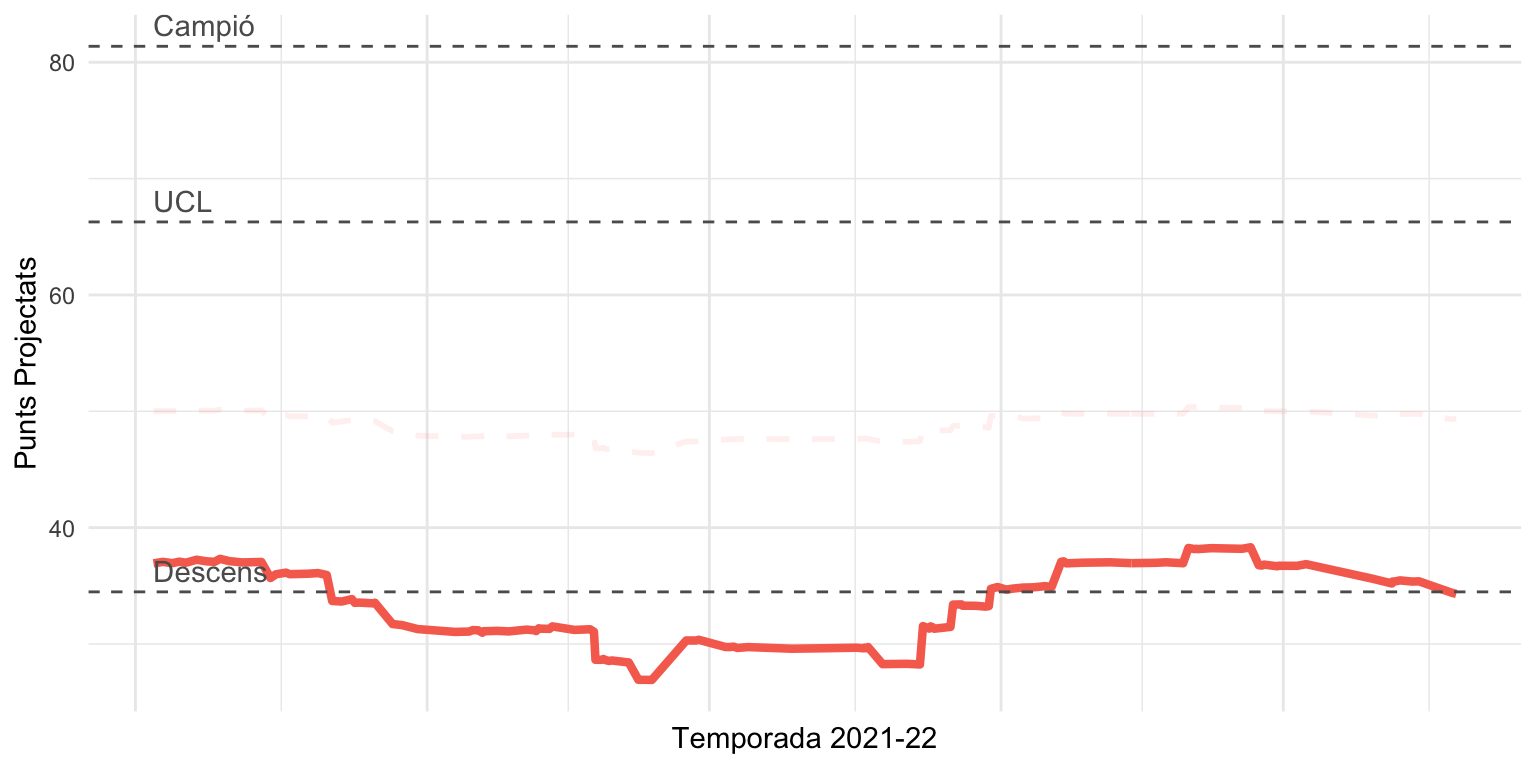 Campió
80
UCL
60
Punts Projectats
40
Descens
Temporada 2021-22